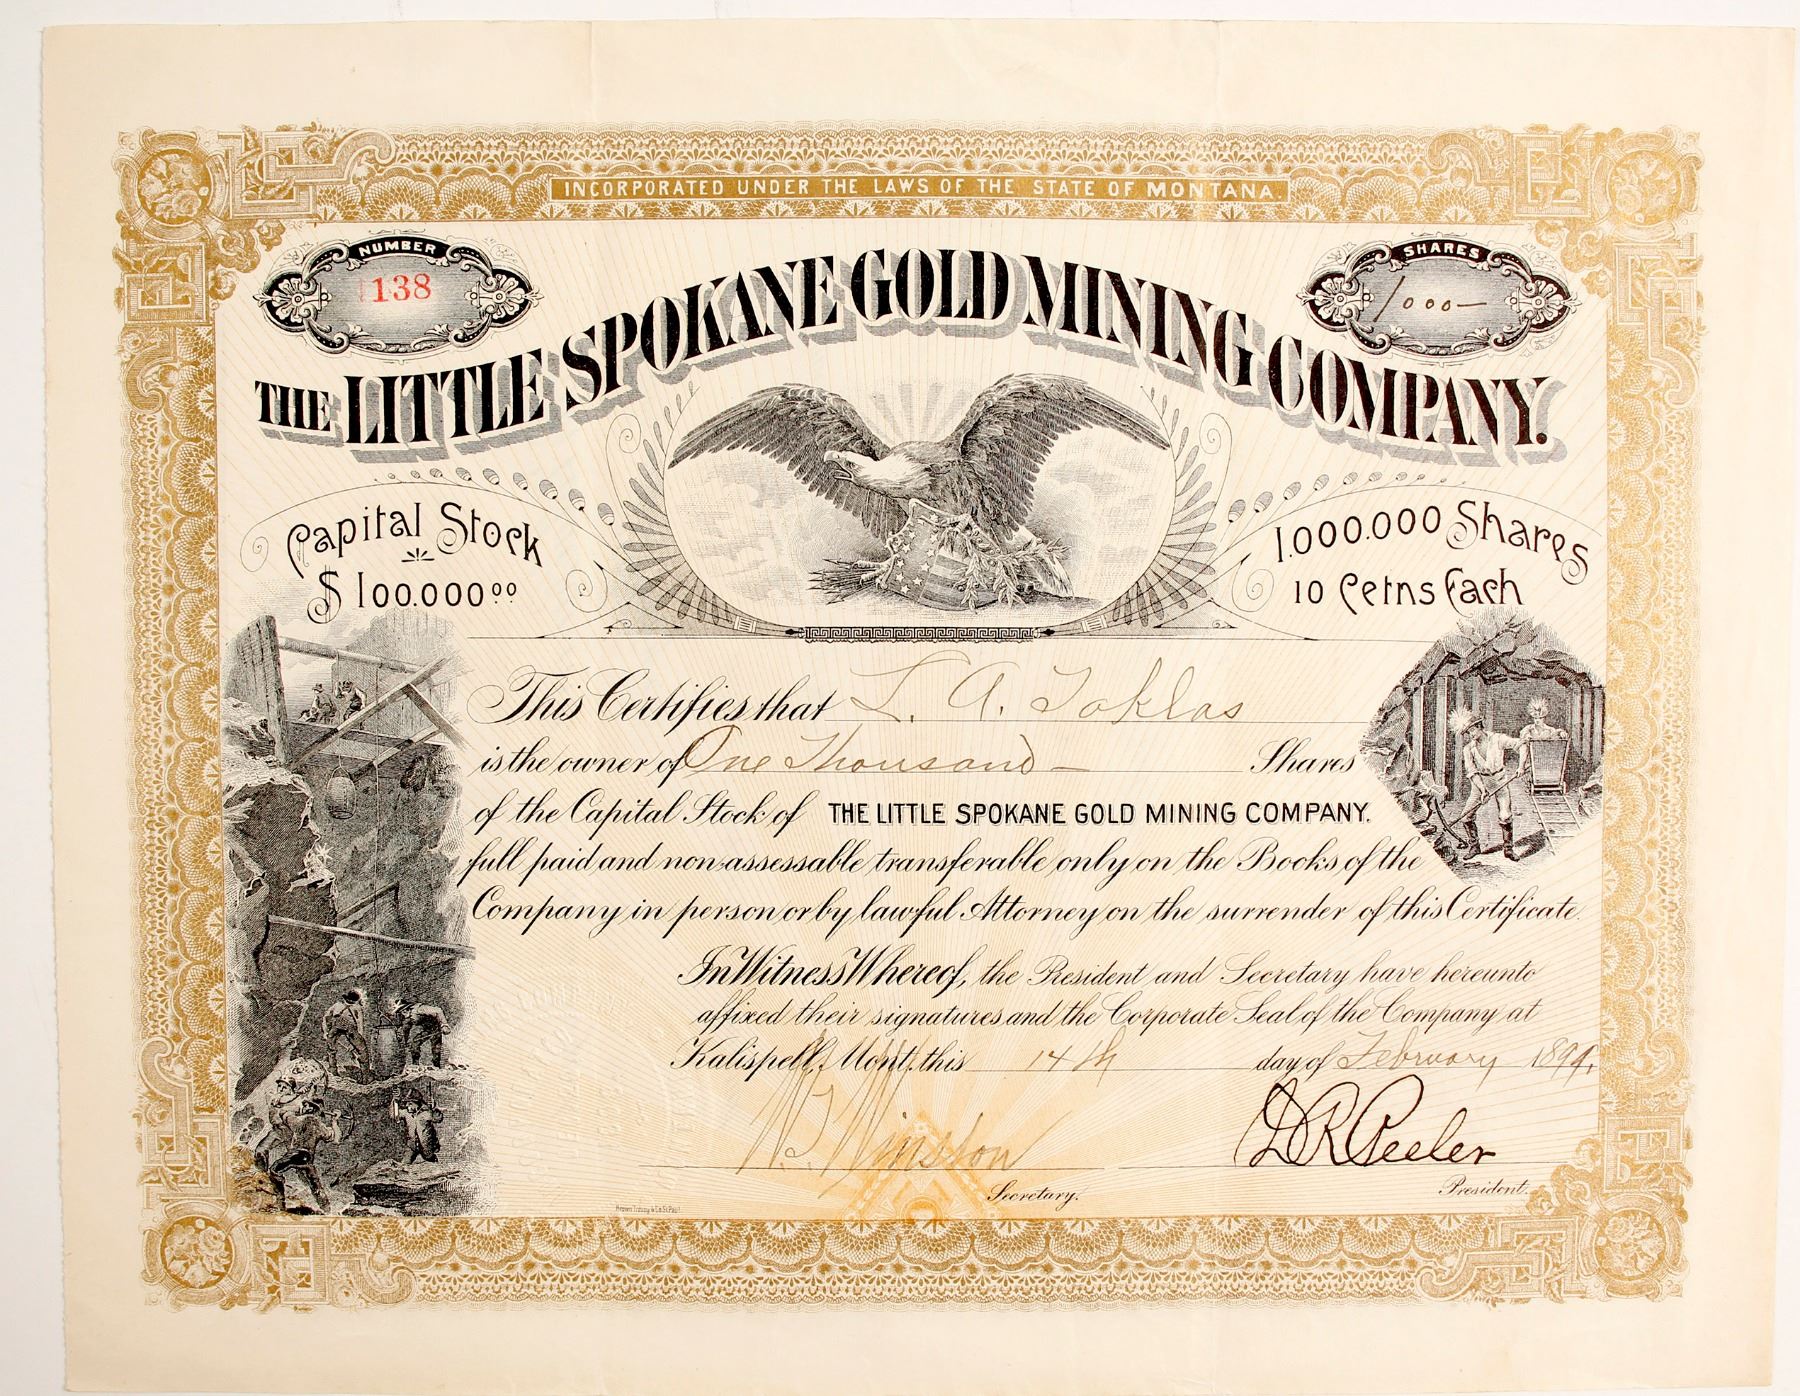 INCORPORATED UNDER THE LAWS OF THE STATE OF MONTANA
NUMBER
138
SHARES
1000—
THE LITTLE SPOKANE GOLD MINING COMPANY.
Capital Stock
$100.000.00
1.000.000 Shares
10 Cetns Each
This Certifies that L. A. Toklas
is the owner of One Thousand — Shares
of the Capital Stock of THE LITTLE SPOKANE GOLD MINING COMPANY.
full paid and non-assessable transferable only on the Books of the
Company in person or by lawful Attorney on the surrender of this Certificate.
In Witness Whereof, the President and Secretary have hereunto
affixed their signatures and the Corporate Seal of the Company at
Kalispell, Mont. this 14th day of February 1894.
Winston
D R Peeler
Secretary.
President.